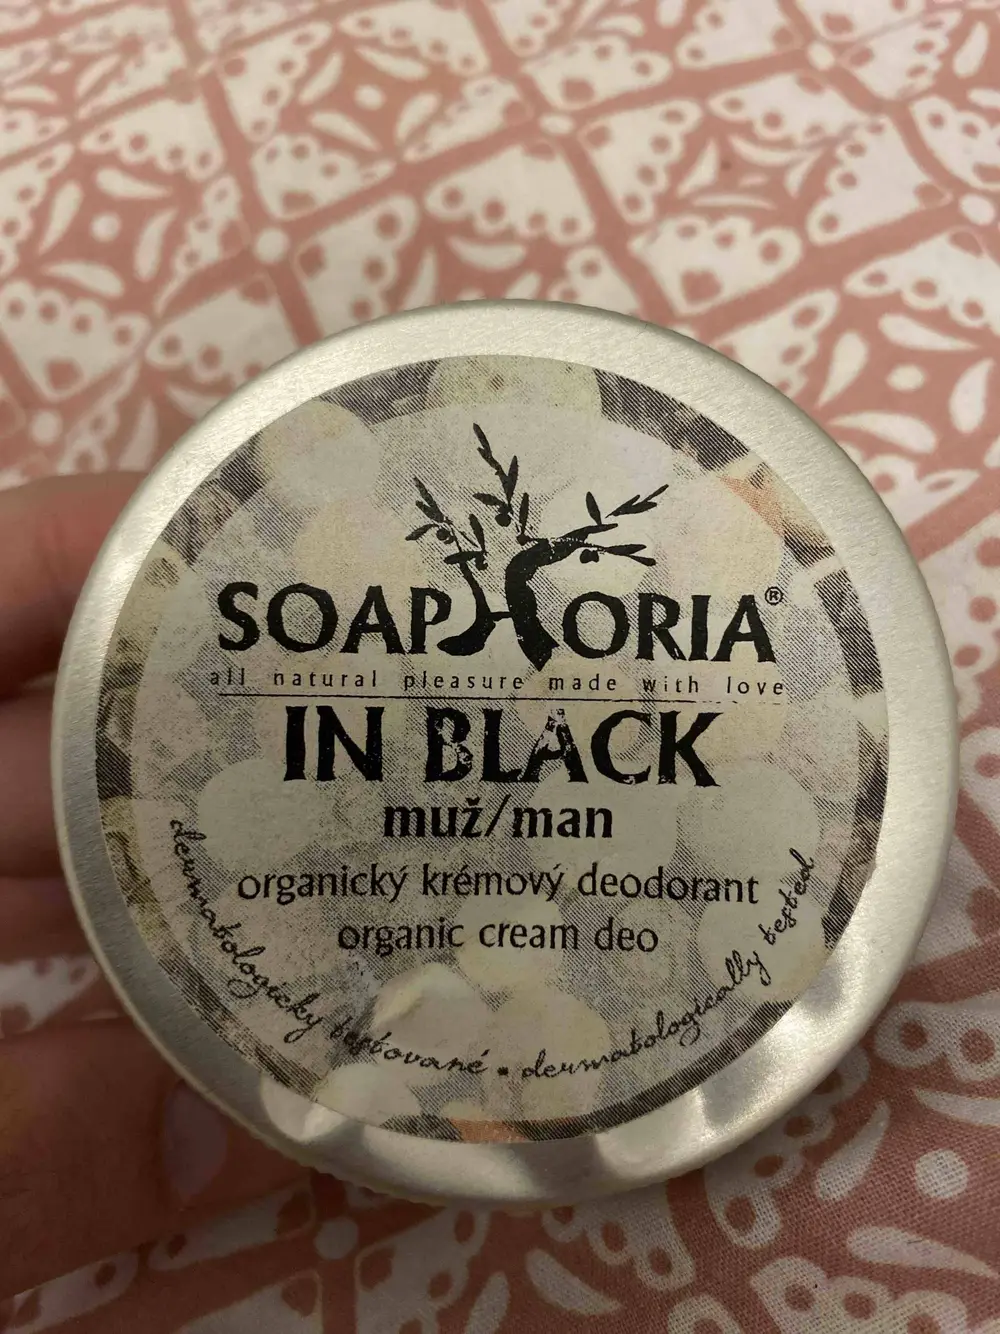 SOAPHORIA®
all natural pleasure made with love
IN BLACK
muž/man
organický krémový deodorant
organic cream deo
dermatologicky testované • dermatologically tested